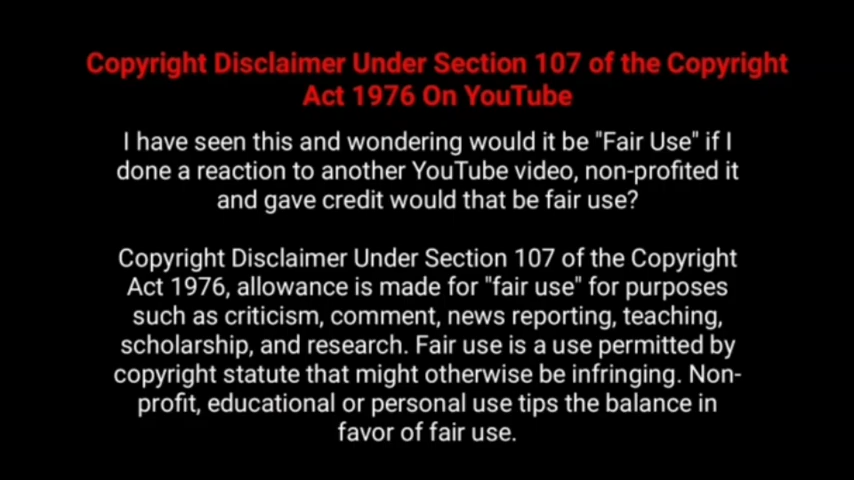 Copyright Disclaimer Under Section 107 of the Copyright
Act 1976 On YouTube
I have seen this and wondering would it be "Fair Use" if I
done a reaction to another YouTube video, non-profited it
and gave credit would that be fair use?
Copyright Disclaimer Under Section 107 of the Copyright
Act 1976, allowance is made for "fair use" for purposes
such as criticism, comment, news reporting, teaching,
scholarship, and research. Fair use is a use permitted by
copyright statute that might otherwise be infringing. Non-
profit, educational or personal use tips the balance in
favor of fair use.